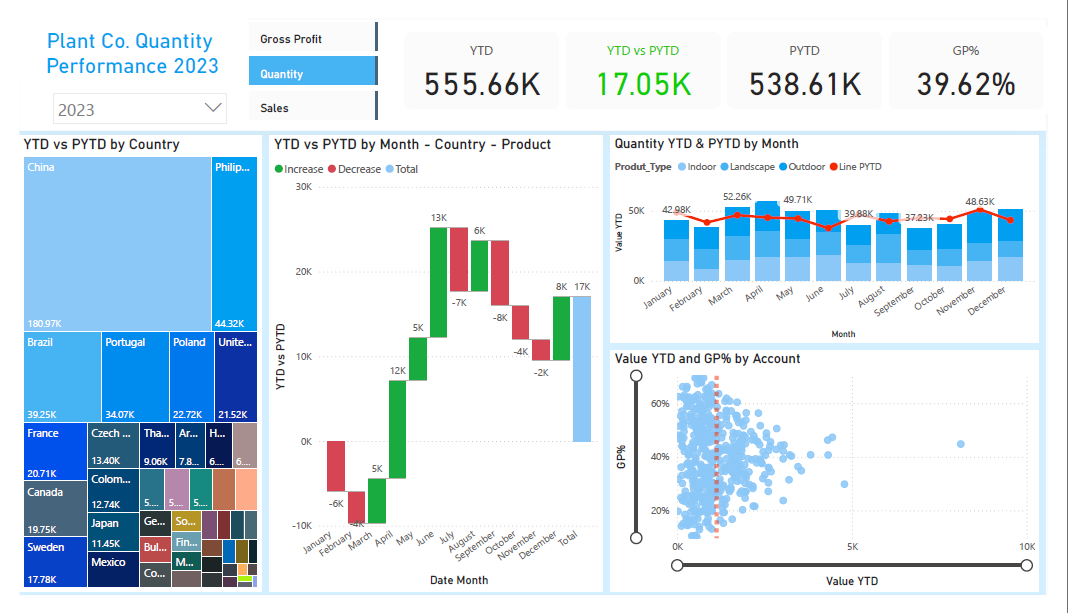 Plant Co. Quantity
Performance 2023
2023
Gross Profit
Quantity
Sales
YTD
555.66K
YTD vs PYTD
17.05K
PYTD
538.61K
GP%
39.62%
YTD vs PYTD by Country
China
180.97K
Philip...
44.32K
Brazil
39.25K
Portugal
34.07K
Poland
22.72K
Unite...
21.52K
France
20.71K
Canada
19.75K
Sweden
17.78K
Czech ...
13.40K
Colom...
12.74K
Japan
11.45K
Mexico
Tha...
9.06K
Ar...
7.8...
H...
6....
6....
5....
5....
5....
Ge...
So...
Bul...
Fin...
Co...
M...
YTD vs PYTD by Month - Country - Product
Increase Decrease Total
YTD vs PYTD
30K
20K
10K
0K
-10K
-6K
-4K
5K
12K
5K
13K
-7K
6K
-8K
-4K
-2K
8K
17K
January
February
March
April
May
June
July
August
September
October
November
December
Total
Date Month
Quantity YTD & PYTD by Month
Produt_Type Indoor Landscape Outdoor Line PYTD
Value YTD
50K
0K
42.98K
52.26K
49.71K
39.88K
37.23K
48.63K
January
February
March
April
May
June
July
August
September
October
November
December
Month
Value YTD and GP% by Account
GP%
60%
40%
20%
0K
5K
10K
Value YTD